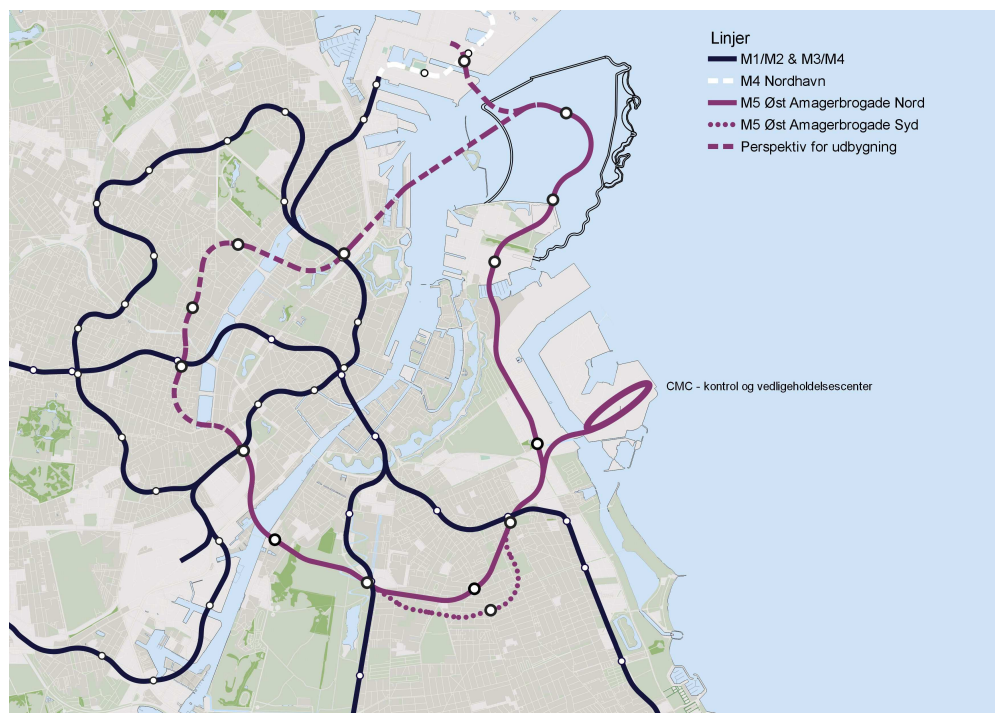 Linjer
M1/M2 & M3/M4
M4 Nordhavn
M5 Øst Amagerbrogade Nord
M5 Øst Amagerbrogade Syd
Perspektiv for udbygning
CMC - kontrol og vedligeholdelsescenter